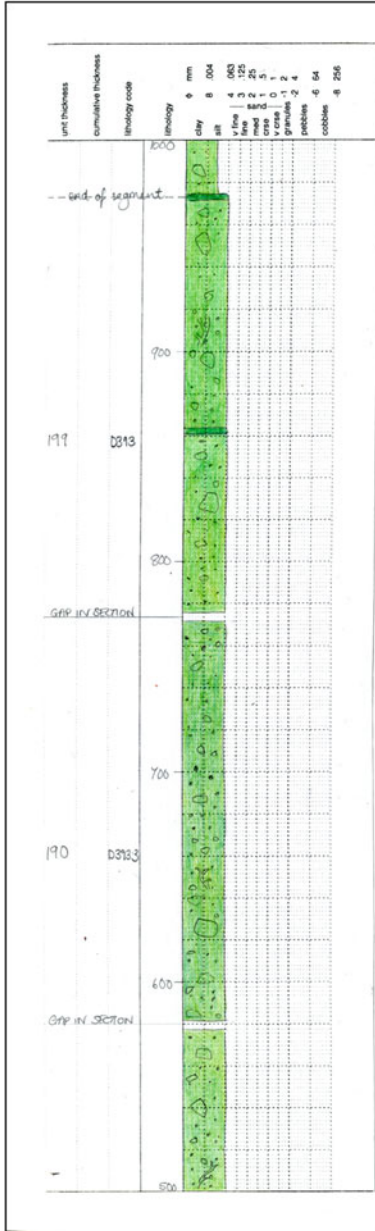 unit thickness
cumulative thickness
lithology code
lithology
ϕ mm
clay
8 .004
silt
4 .063
v fine
3 .125
fine
2 .25
med
1 .5
crse
0 1
v crse
-1 2
granules
-2 4
pebbles
-6 64
cobbles
-8 256
sand
1000
end of segment
900
199 D393
800
GAP IN SECTION
700
190 D3933
600
GAP IN SECTION
500